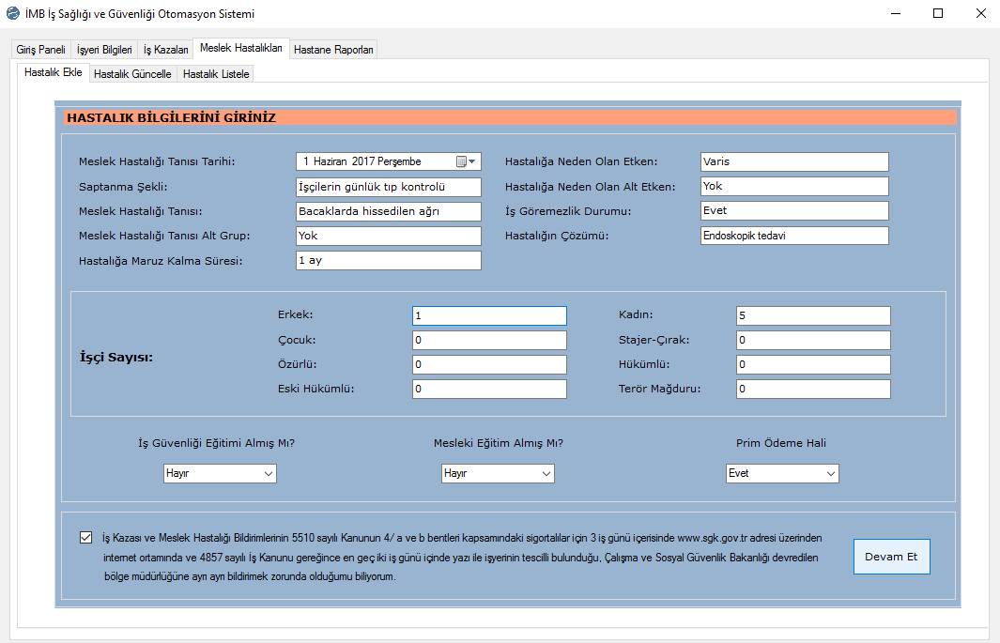 İMB İş Sağlığı ve Güvenliği Otomasyon Sistemi
Giriş Paneli İşyeri Bilgileri İş Kazaları Meslek Hastalıkları Hastane Raporları
Hastalık Ekle Hastalık Güncelle Hastalık Listele
HASTALIK BİLGİLERİNİ GİRİNİZ
Meslek Hastalığı Tanısı Tarihi: 1 Haziran 2017 Perşembe Hastalığa Neden Olan Etken: Varis
Saptanma Şekli: İşçilerin günlük tıp kontrolü Hastalığa Neden Olan Alt Etken: Yok
Meslek Hastalığı Tanısı: Bacaklarda hissedilen ağrı İş Göremezlik Durumu: Evet
Meslek Hastalığı Tanısı Alt Grup: Yok Hastalığın Çözümü: Endoskopik tedavi
Hastalığa Maruz Kalma Süresi: 1 ay
Erkek: 1 Kadın: 5
Çocuk: 0 Stajer-Çırak: 0
İşçi Sayısı:
Özürlü: 0 Hükümlü: 0
Eski Hükümlü: 0 Terör Mağduru: 0
İş Güvenliği Eğitimi Almış Mı? Mesleki Eğitim Almış Mı? Prim Ödeme Hali
Hayır Hayır Evet
İş Kazası ve Meslek Hastalığı Bildirimlerinin 5510 sayılı Kanunun 4/ a ve b bentleri kapsamındaki sigortalılar için 3 iş günü içerisinde www.sgk.gov.tr adresi üzerinden
internet ortamında ve 4857 sayılı İş Kanunu gereğince en geç iki iş günü içinde yazı ile işyerinin tescilli bulunduğu, Çalışma ve Sosyal Güvenlik Bakanlığı devredilen
bölge müdürlüğüne ayrı ayrı bildirimek zorunda olduğumu biliyorum.
Devam Et